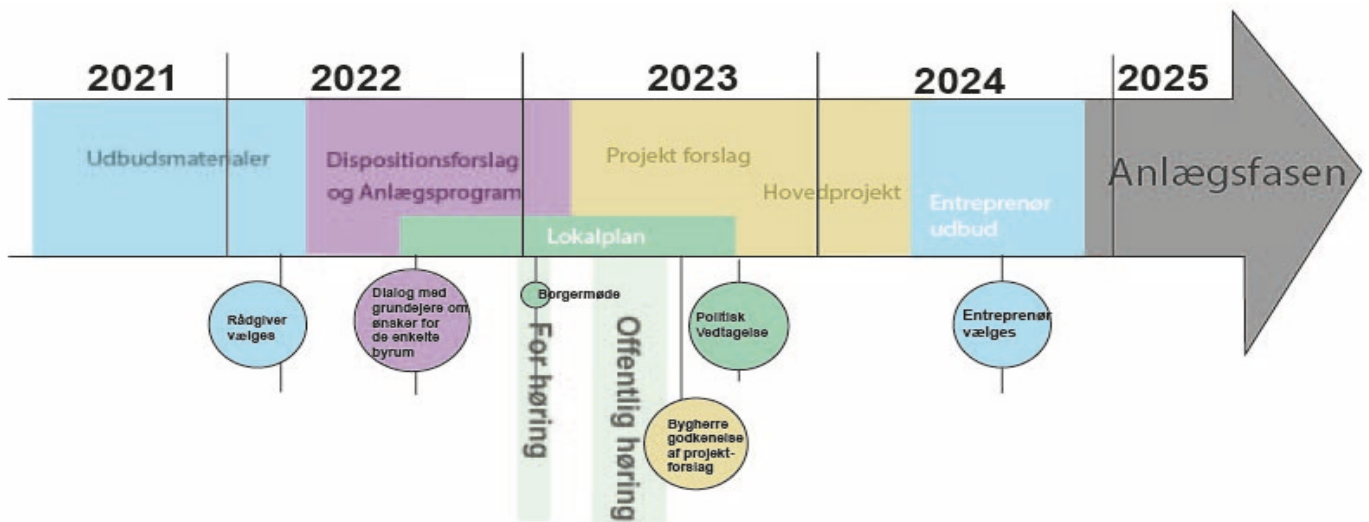 2021
2022
2023
2024
2025
Udbudsmaterialer
Dispositionsforslag
og Anlægsprogram
Projekt forslag
Hovedprojekt
Lokalplan
Entreprenør
udbud
Anlægsfasen
Rådgiver
vælges
Dialog med
grundejere om
ønsker for
de enkelte
byrum
Borgermøde
For høring
Offentlig høring
Bygherre
godkenelse
af projekt-
forslag
Politisk
Vedtagelse
Entreprenør
vælges